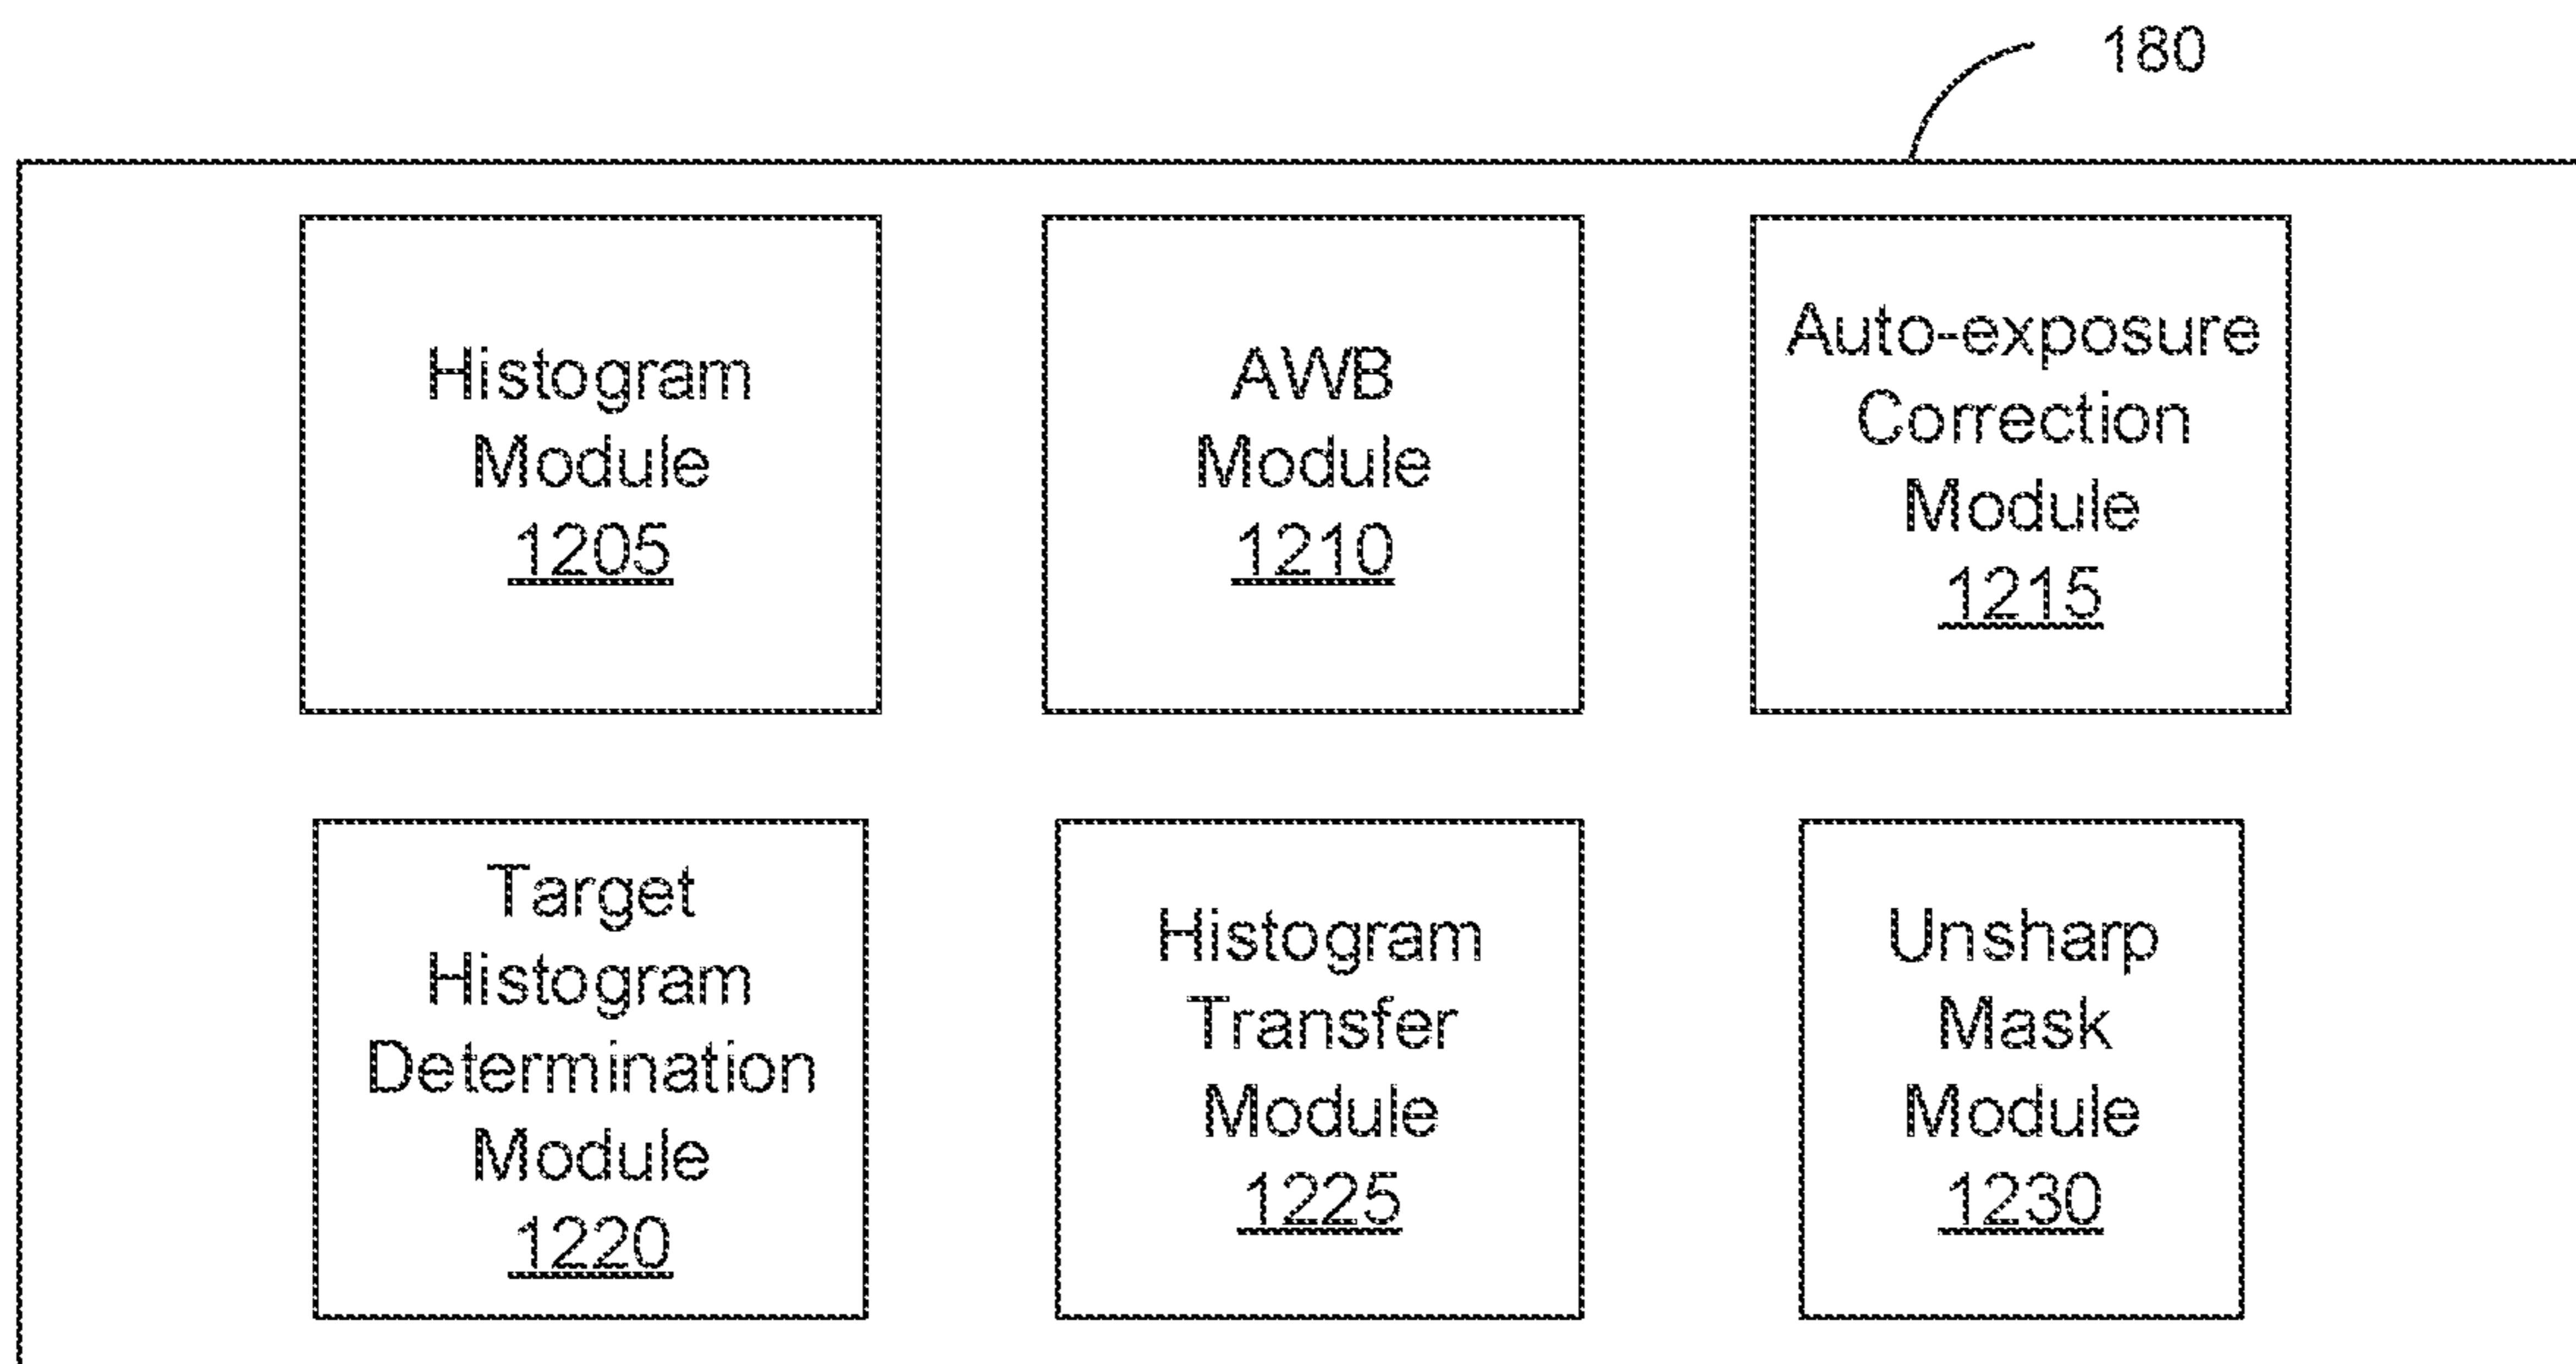 180
Histogram
Module
1205
AWB
Module
1210
Auto-exposure
Correction
Module
1215
Target
Histogram
Determination
Module
1220
Histogram
Transfer
Module
1225
Unsharp
Mask
Module
1230